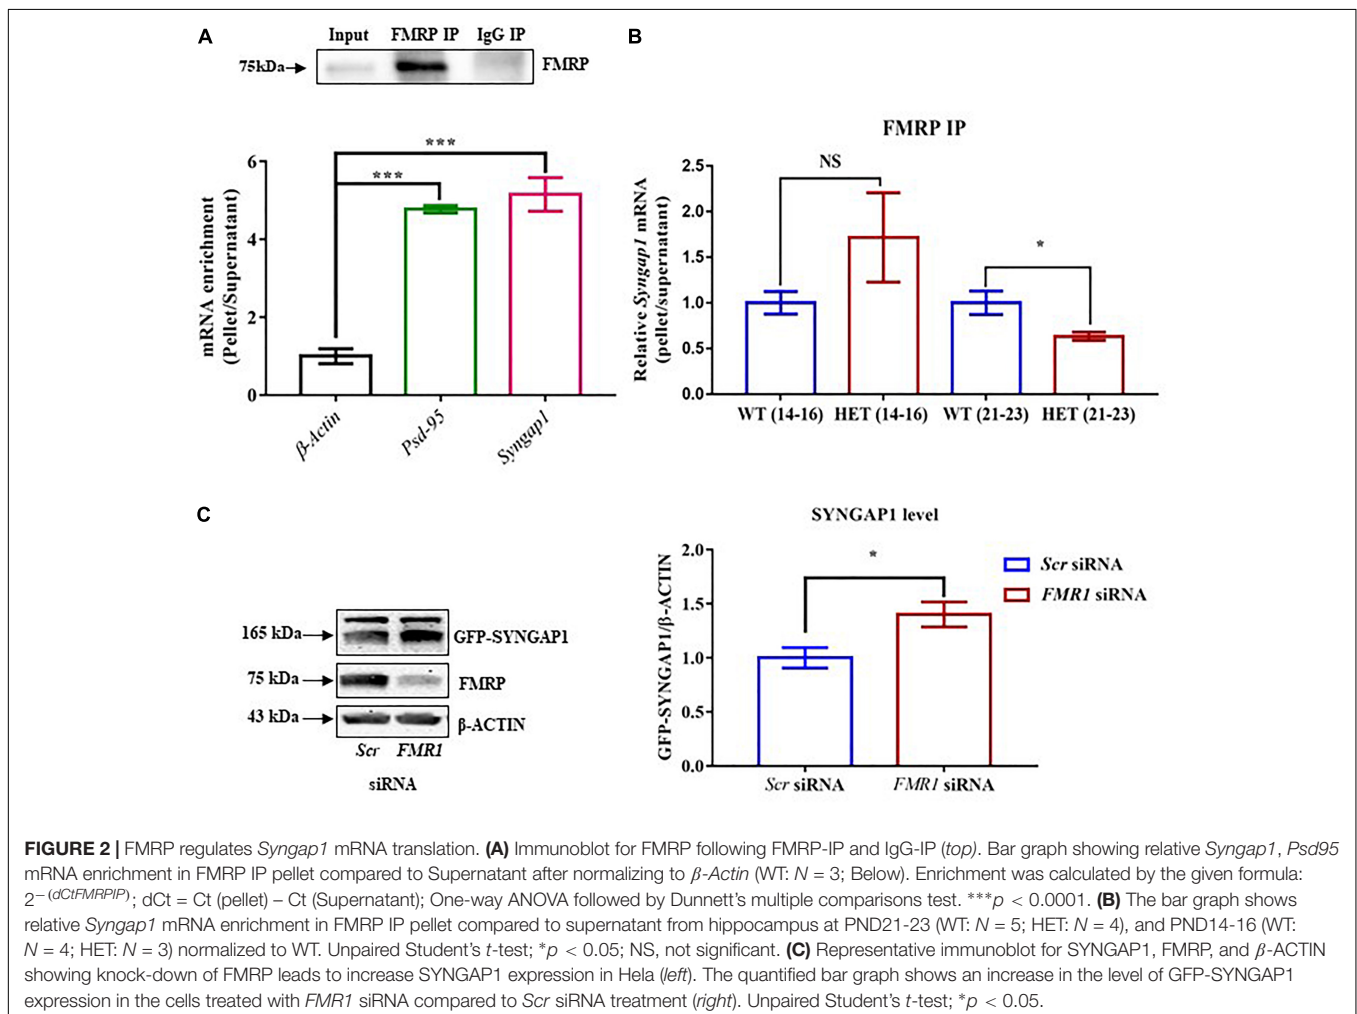 A
Input FMRP IP IgG IP
75kDa FMRP
***
***
mRNA enrichment
(Pellet/Supernatant)
6
4
2
0
β-Actin Psd-95 Syngap1
B
FMRP IP
NS
*
Relative Syngap1 mRNA
(pellet/supernatant)
2.5
2.0
1.5
1.0
0.5
0.0
WT (14-16) HET (14-16) WT (21-23) HET (21-23)
C
165 kDa GFP-SYNGAP1
75 kDa FMRP
43 kDa β-ACTIN
Scr FMR1
siRNA
SYNGAP1 level
*
GFP-SYNGAP1/β-ACTIN
2.0
1.5
1.0
0.5
0.0
Scr siRNA FMR1 siRNA
Scr siRNA
FMR1 siRNA
FIGURE 2 | FMRP regulates Syngap1 mRNA translation. (A) Immunoblot for FMRP following FMRP-IP and IgG-IP (top). Bar graph showing relative Syngap1, Psd95
mRNA enrichment in FMRP IP pellet compared to Supernatant after normalizing to β-Actin (WT: N = 3; Below). Enrichment was calculated by the given formula:
2−(dCtFMRPIP); dCt = Ct (pellet) – Ct (Supernatant); One-way ANOVA followed by Dunnett's multiple comparisons test. ***p < 0.0001. (B) The bar graph shows
relative Syngap1 mRNA enrichment in FMRP IP pellet compared to supernatant from hippocampus at PND21-23 (WT: N = 5; HET: N = 4), and PND14-16 (WT:
N = 4; HET: N = 3) normalized to WT. Unpaired Student's t-test; *p < 0.05; NS, not significant. (C) Representative immunoblot for SYNGAP1, FMRP, and β-ACTIN
showing knock-down of FMRP leads to increase SYNGAP1 expression in Hela (left). The quantified bar graph shows an increase in the level of GFP-SYNGAP1
expression in the cells treated with FMR1 siRNA compared to Scr siRNA treatment (right). Unpaired Student's t-test; *p < 0.05.